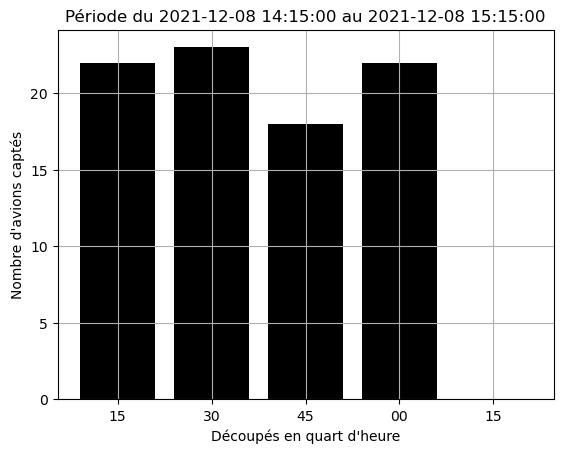 Période du 2021-12-08 14:15:00 au 2021-12-08 15:15:00
Nombre d'avions captés
20
15
10
5
0
15 30 45 00 15
Découpés en quart d'heure